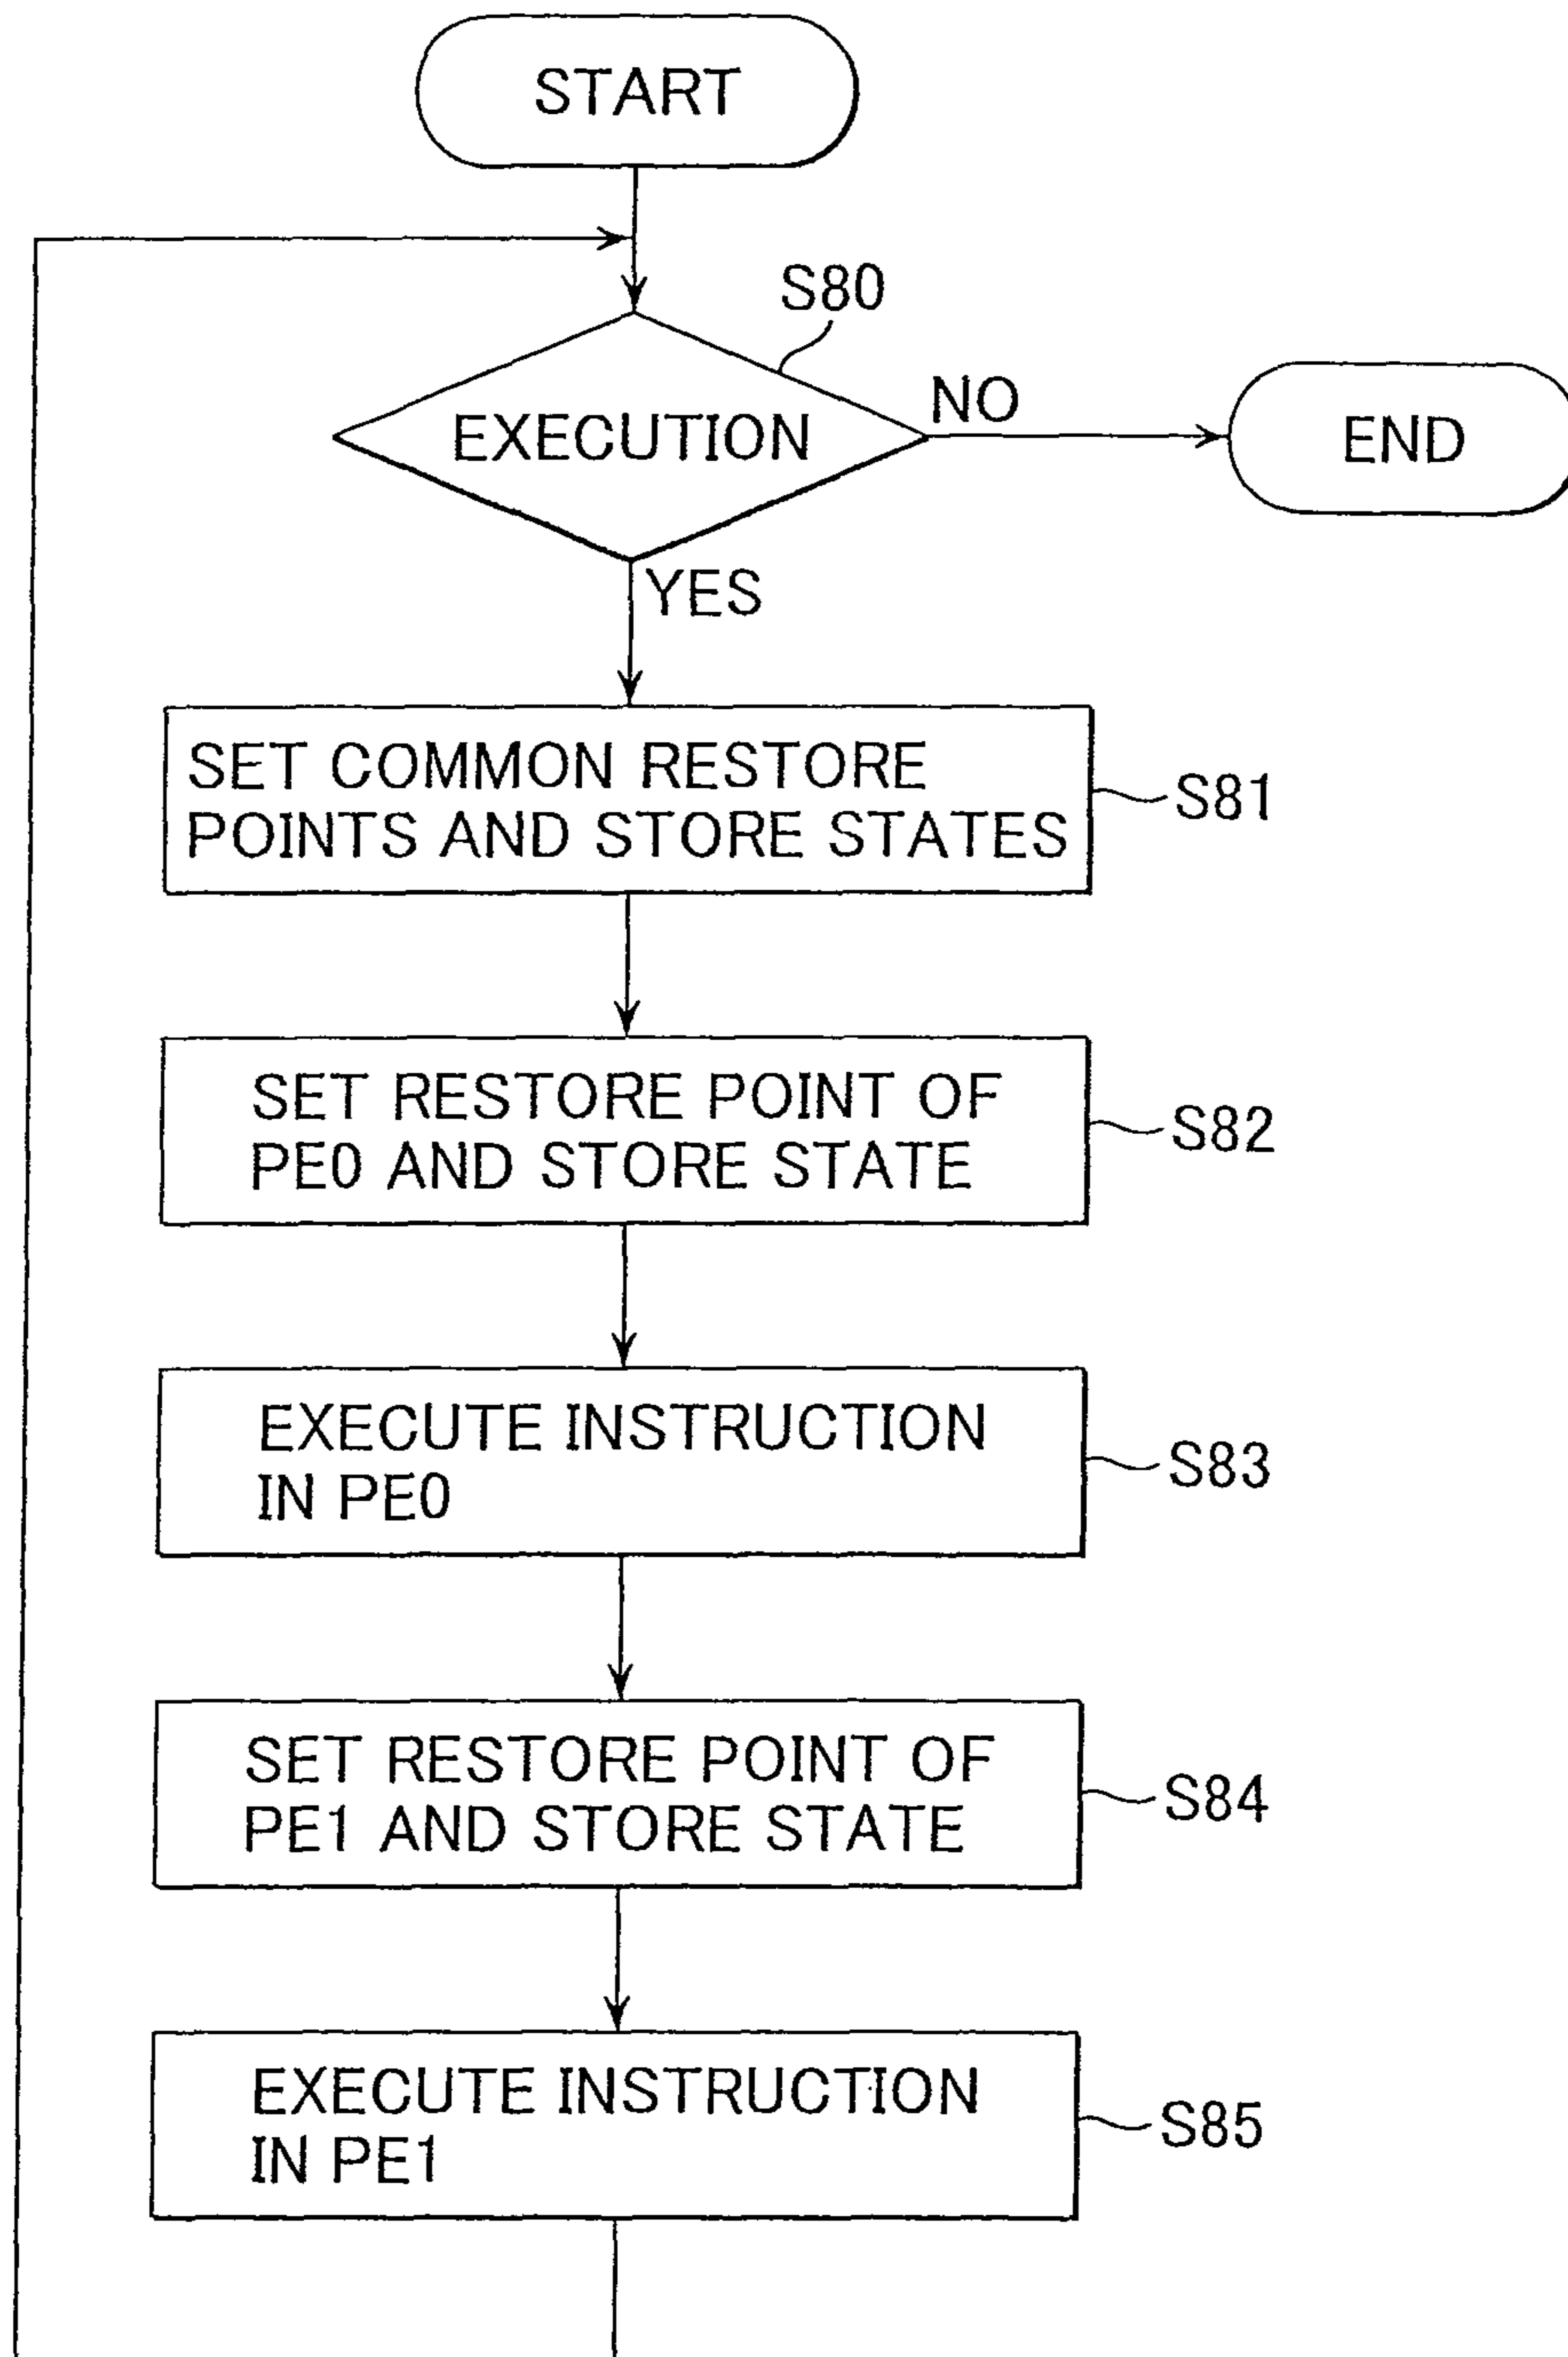 START
S80
EXECUTION
NO
END
YES
SET COMMON RESTORE
POINTS AND STORE STATES
S81
SET RESTORE POINT OF
PE0 AND STORE STATE
S82
EXECUTE INSTRUCTION
IN PE0
S83
SET RESTORE POINT OF
PE1 AND STORE STATE
S84
EXECUTE INSTRUCTION
IN PE1
S85